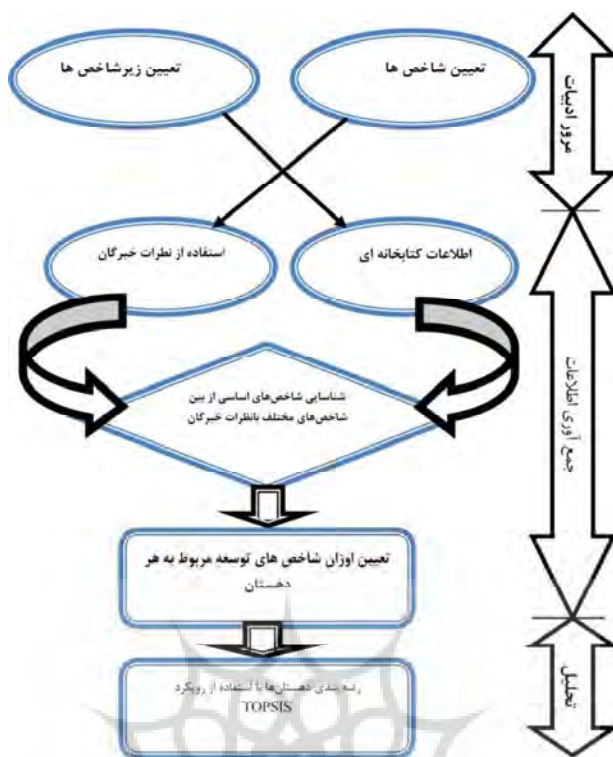 تعیین شاخص ها
تعیین زیرشاخص ها
مرور ادبیات
اطلاعات کتابخانه ای
استفاده از نظرات خبرگان
جمع آوری اطلاعات
شناسایی شاخص‌های اساسی از بین
شاخص‌های مختلف بانظرات خبرگان
تعیین اوزان شاخص های توسعه مربوط به هر
دهستان
رتبه بندی دهستان‌ها با استفاده از رویکرد
TOPSIS
تحلیل